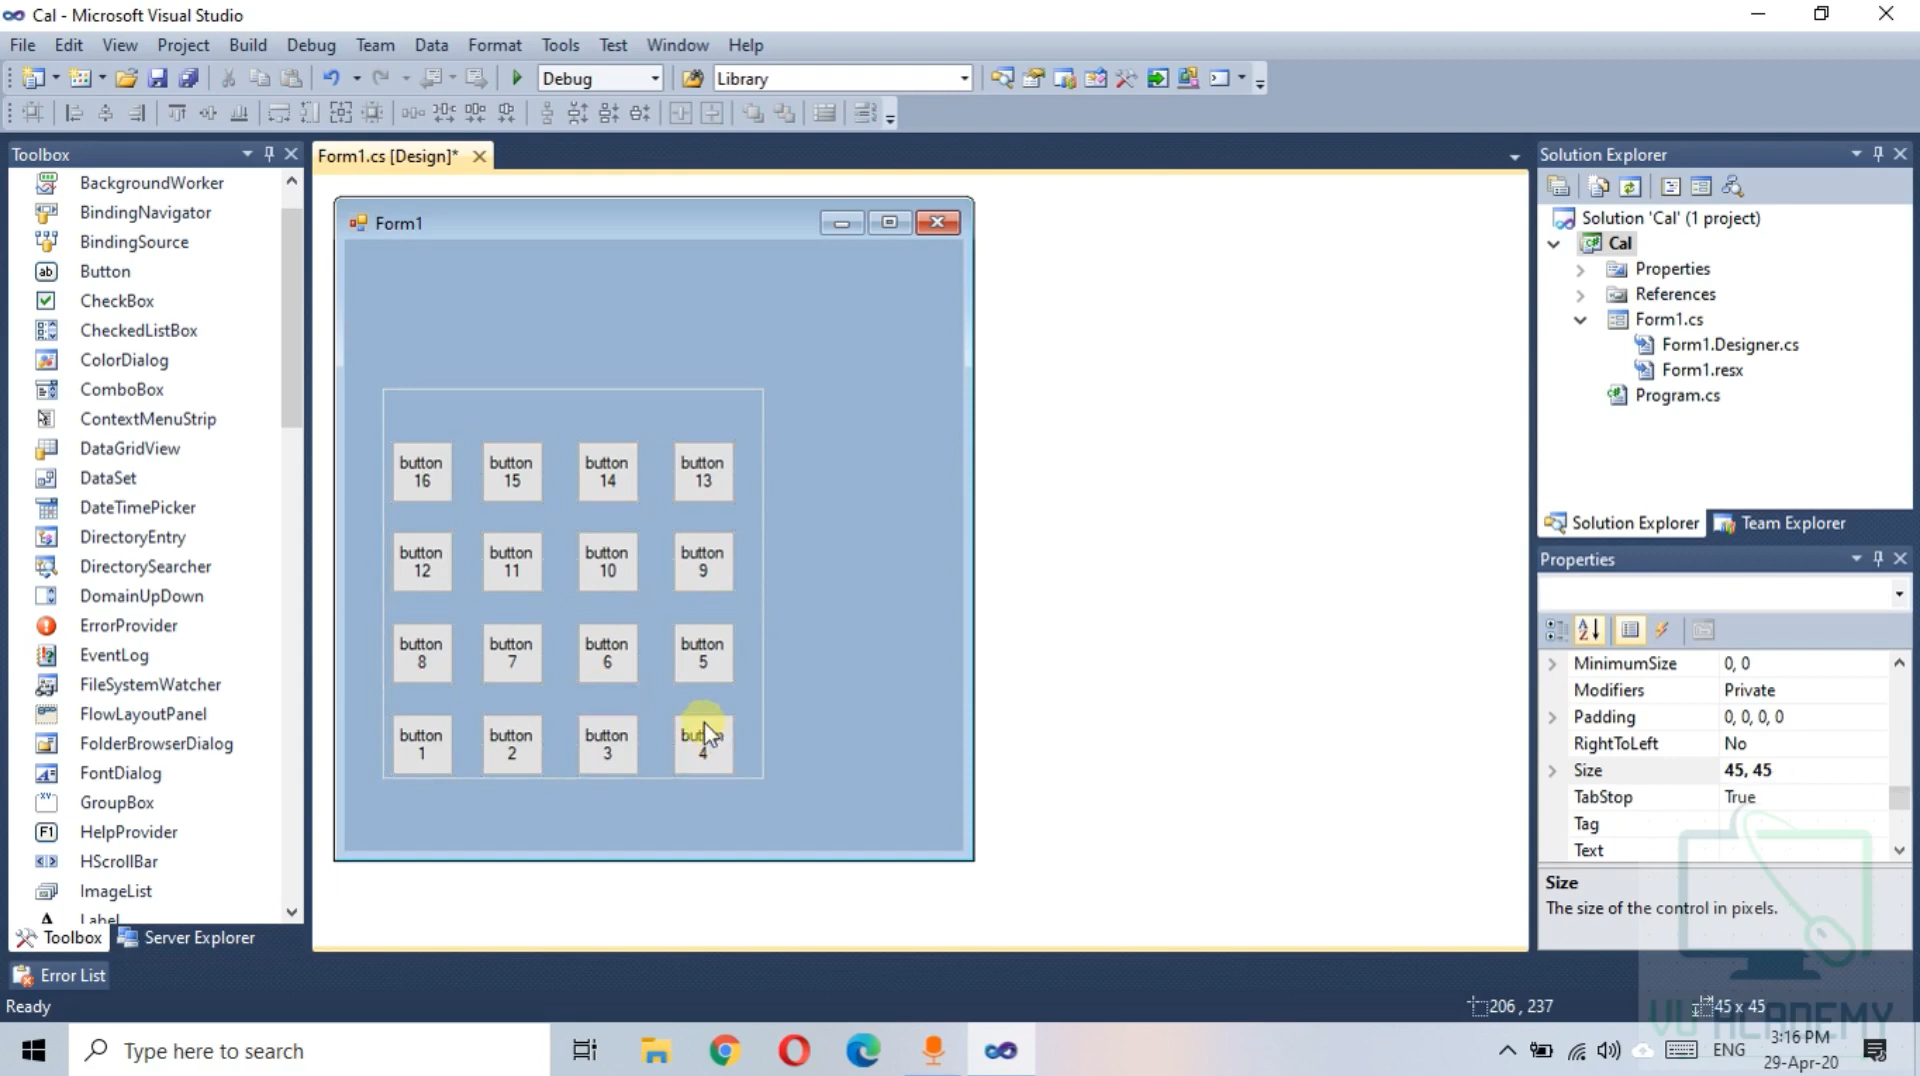 Cal - Microsoft Visual Studio
File Edit View Project Build Debug Team Data Format Tools Test Window Help
Debug Library
Toolbox
BackgroundWorker
BindingNavigator
BindingSource
Button
CheckBox
CheckedListBox
ColorDialog
ComboBox
ContextMenuStrip
DataGridView
DataSet
DateTimePicker
DirectoryEntry
DirectorySearcher
DomainUpDown
ErrorProvider
EventLog
FileSystemWatcher
FlowLayoutPanel
FolderBrowserDialog
FontDialog
GroupBox
HelpProvider
HScrollBar
ImageList
Label
Toolbox Server Explorer
Form1.cs [Design]*
Form1
button button button button
16 15 14 13
button button button button
12 11 10 9
button button button button
8 7 6 5
button button button button
1 2 3 4
Solution Explorer
Solution 'Cal' (1 project)
Cal
Properties
References
Form1.cs
Form1.Designer.cs
Form1.resx
Program.cs
Solution Explorer Team Explorer
Properties
MinimumSize 0, 0
Modifiers Private
Padding 0, 0, 0, 0
RightToLeft No
Size 45, 45
TabStop True
Tag
Text
Size
The size of the control in pixels.
Error List
Ready 206 , 237 45 x 45
VU ACADEMY
Type here to search
ENG
3:16 PM
29-Apr-20